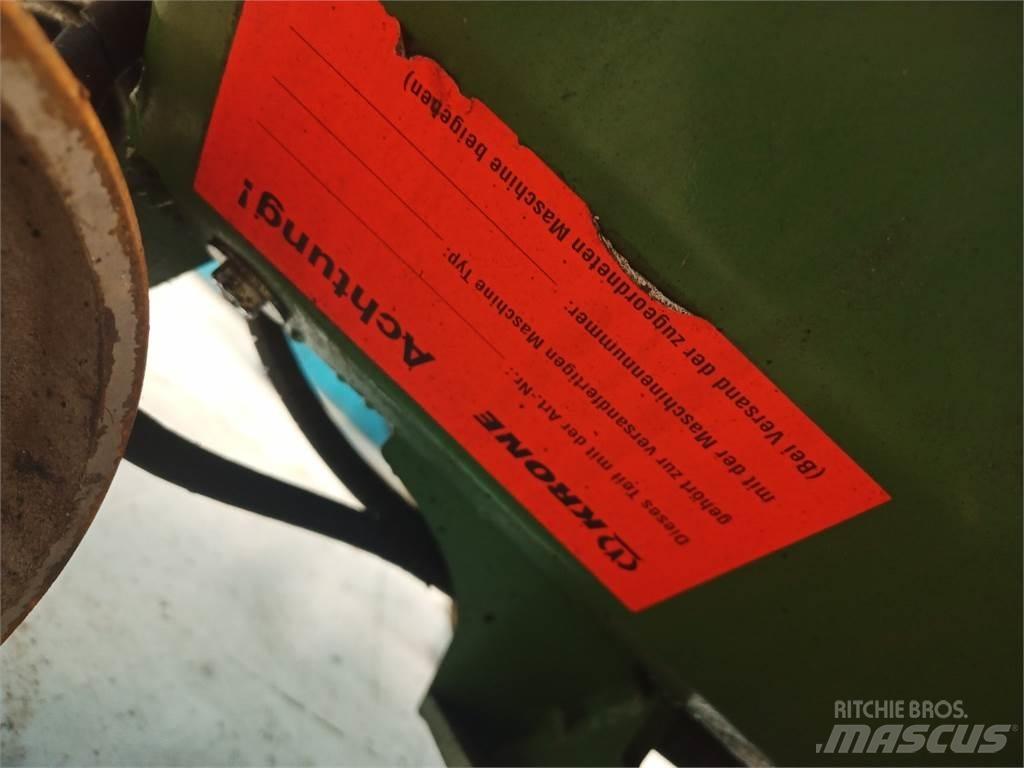 KRONE Achtung!
Dieses Teil mit der Art.-Nr.:
gehört zur versandfertigen Maschine Typ:
mit der Maschinennummer:
(Bei Versand der zugeordneten Maschine beigeben)
RITCHIE BROS.
MASCUS